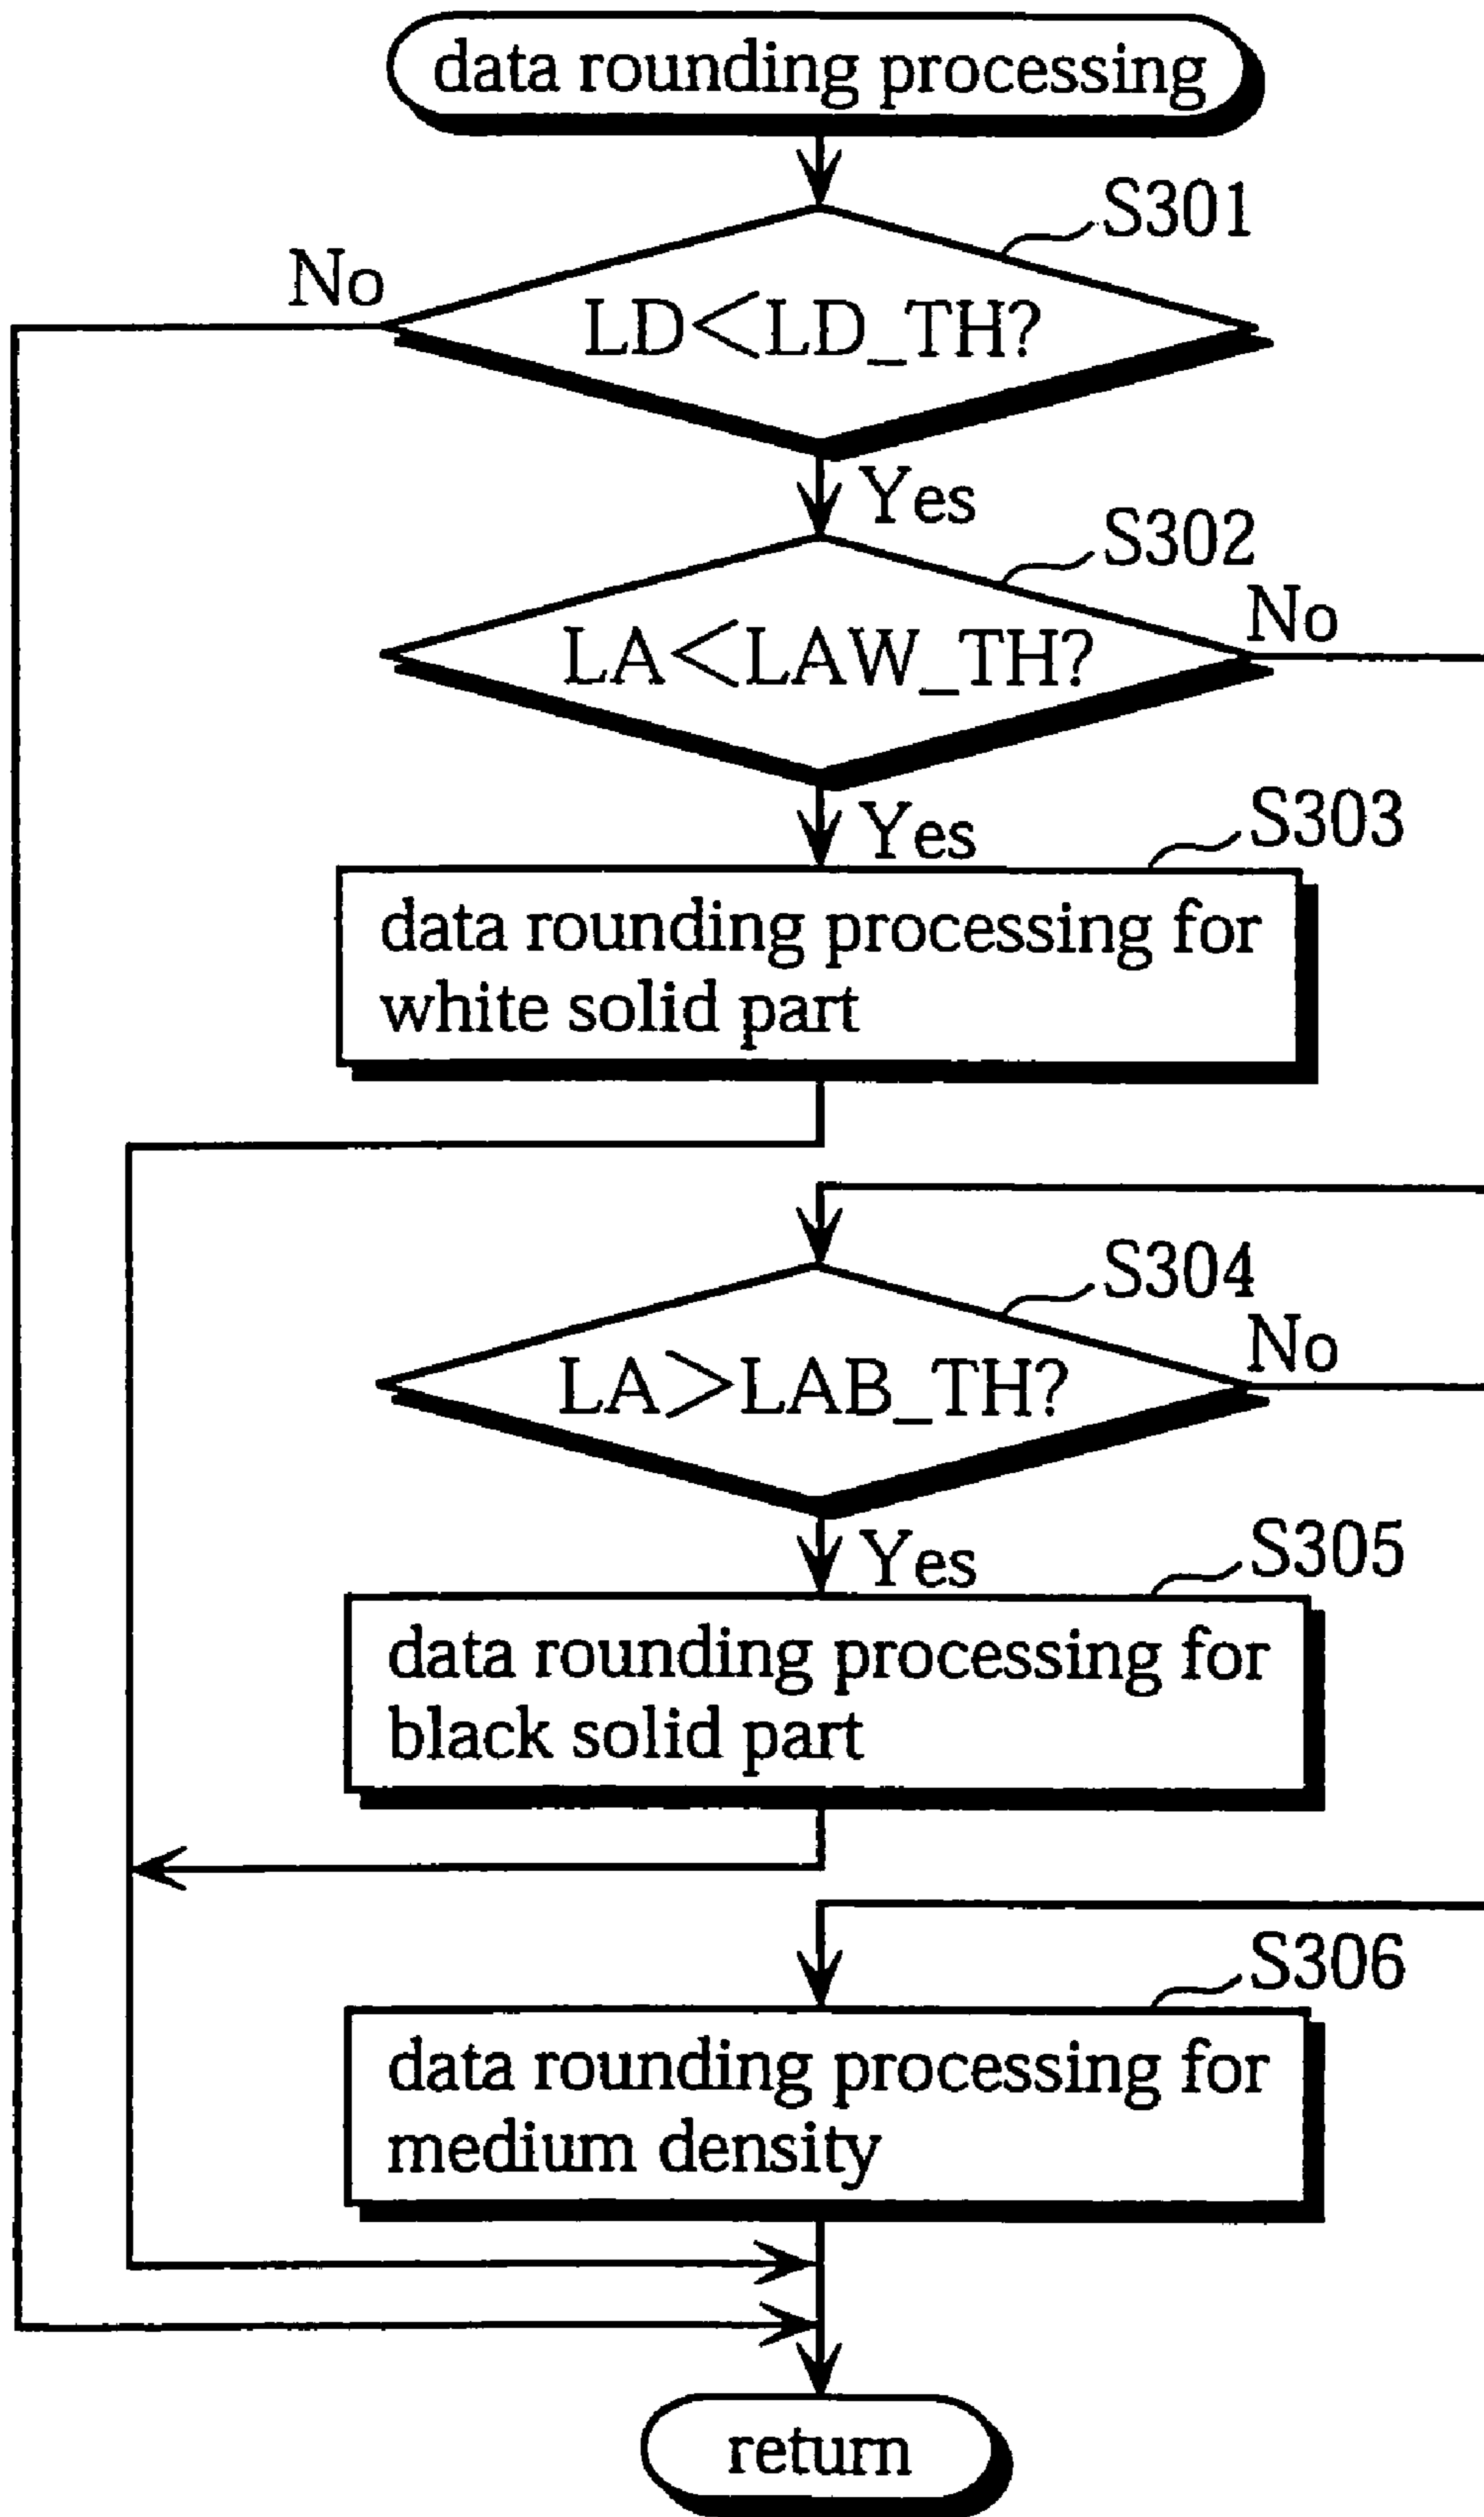 data rounding processing
S301
No
LD<LD_TH?
Yes
S302
No
LA<LAW_TH?
Yes
S303
data rounding processing for
white solid part
S304
No
LA>LAB_TH?
Yes
S305
data rounding processing for
black solid part
S306
data rounding processing for
medium density
return